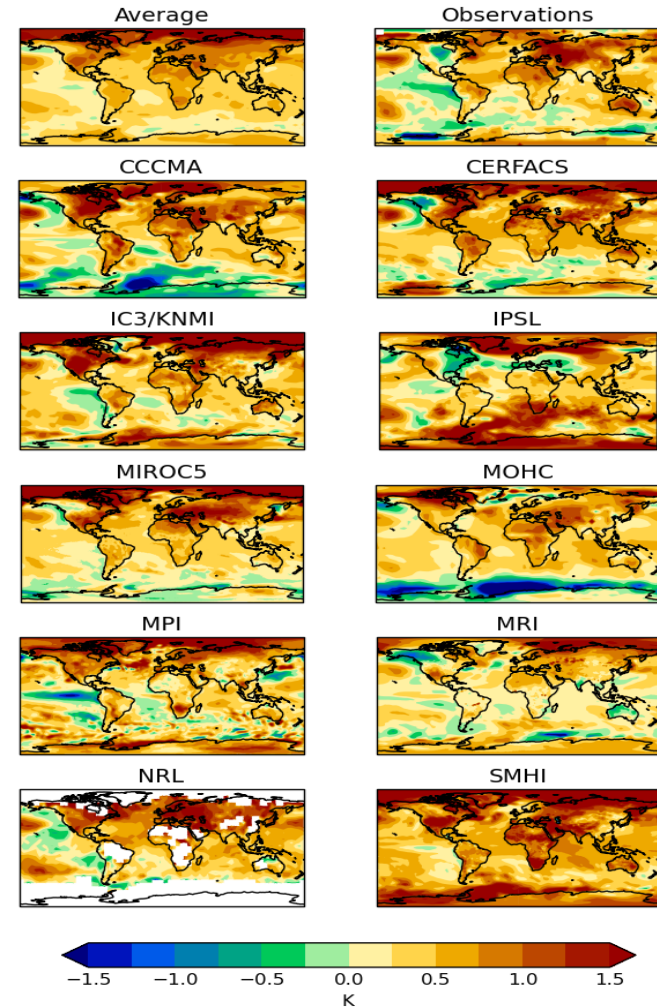 Average Observations
CCCMA CERFACS
IC3/KNMI IPSL
MIROC5 MOHC
MPI MRI
NRL SMHI
−1.5 −1.0 −0.5 0.0 0.5 1.0 1.5
K